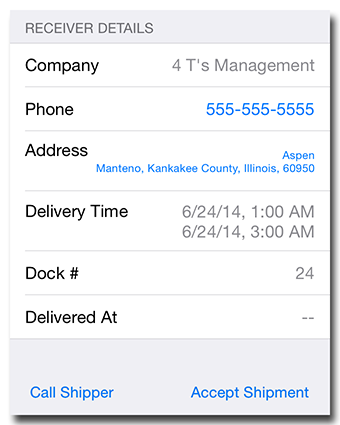 RECEIVER DETAILS
Company 4 T's Management
Phone 555-555-5555
Address Aspen
Manteno, Kankakee County, Illinois, 60950
Delivery Time 6/24/14, 1:00 AM
6/24/14, 3:00 AM
Dock # 24
Delivered At --
Call Shipper Accept Shipment